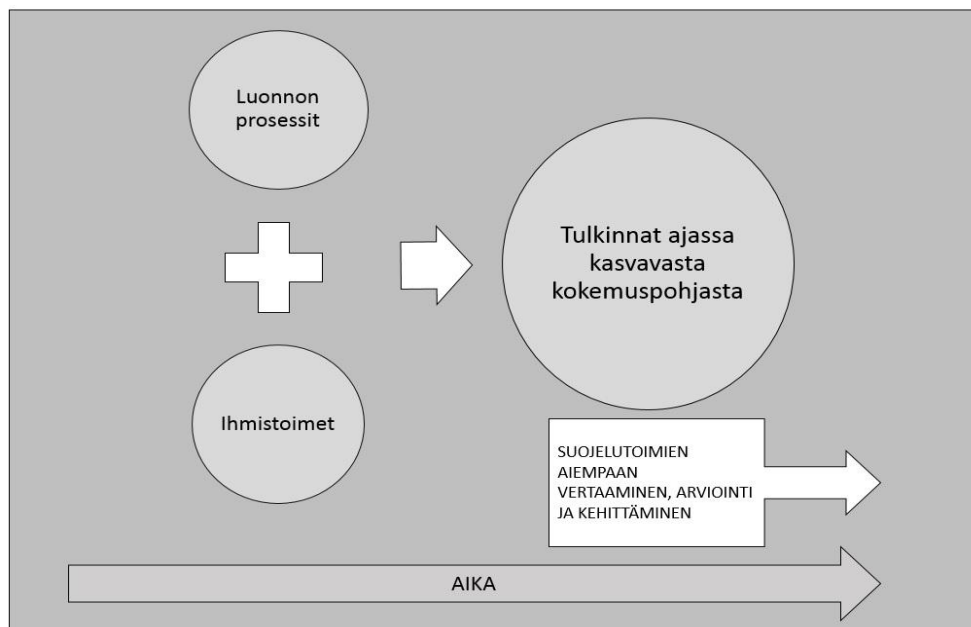 Luonnon
prosessit
Tulkinnat ajassa
kasvavasta
kokemuspohjasta
Ihmistoimet
SUOJELUTOIMIEN
AIEMPAAN
VERTAAMINEN, ARVIOINTI
JA KEHITTÄMINEN
AIKA